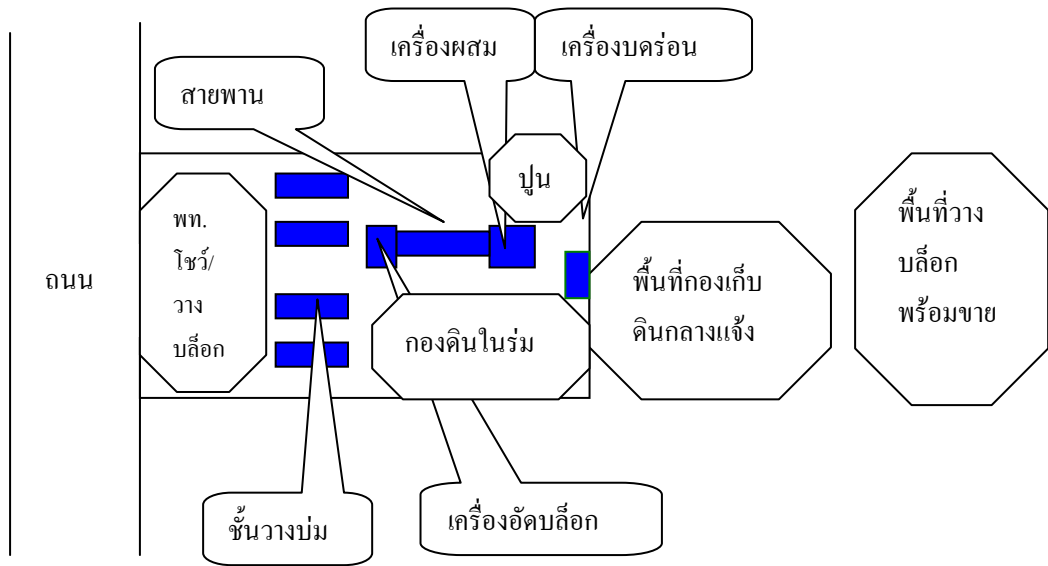 เครื่องผสม
เครื่องบดร่อน
สายพาน
ปูน
พท.
โชว์/
วาง
บล็อก
ถนน
กองดินในร่ม
พื้นที่กองเก็บ
ดินกลางแจ้ง
พื้นที่วาง
บล็อก
พร้อมขาย
ชั้นวางบ่ม
เครื่องอัดบล็อก